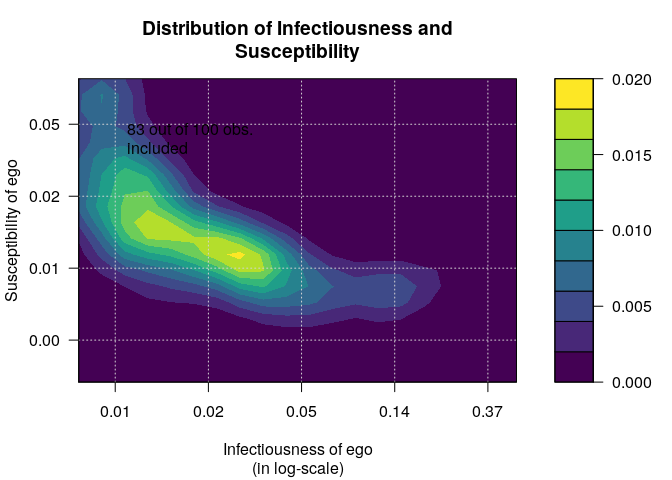 Distribution of Infectiousness and
Susceptibility
83 out of 100 obs.
included
Susceptibility of ego
0.05
0.02
0.01
0.00
0.01
0.02
0.05
0.14
0.37
Infectiousness of ego
(in log-scale)
0.020
0.015
0.010
0.005
0.000